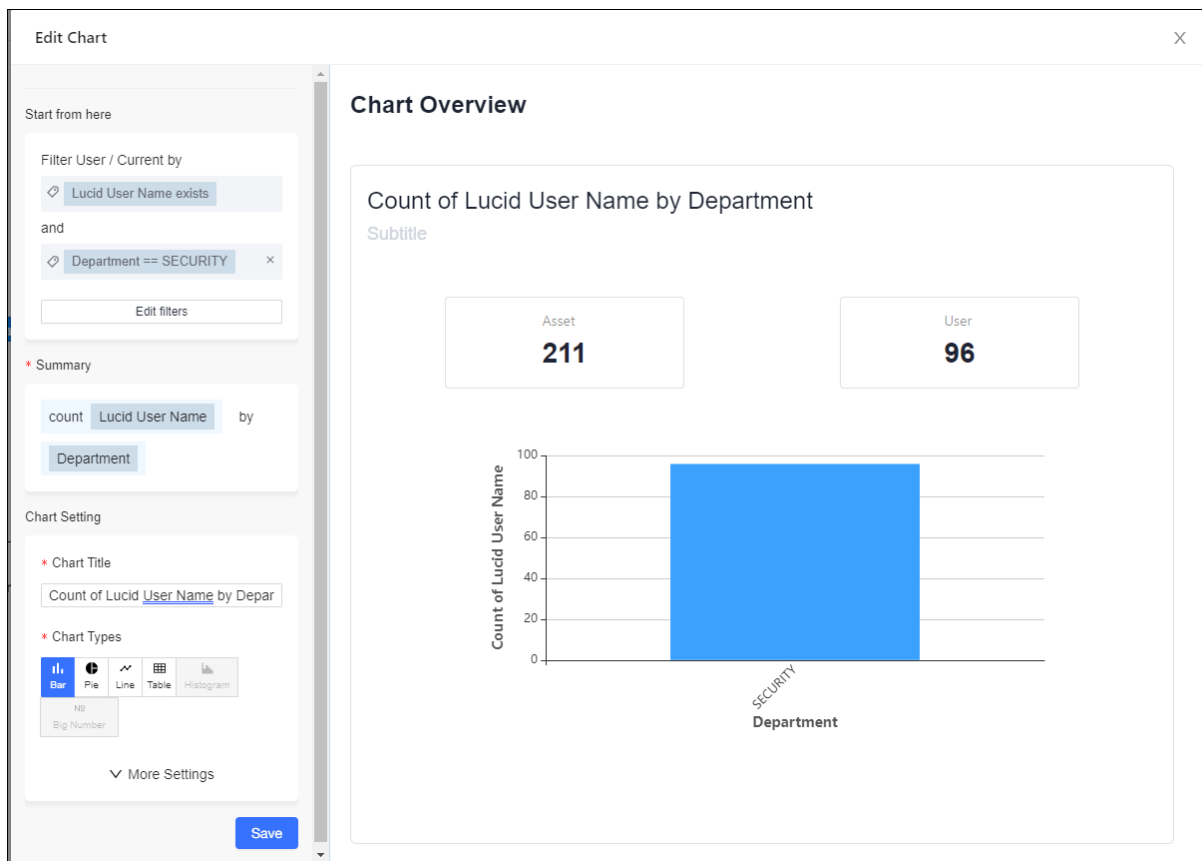 Edit Chart
Start from here
Filter User / Current by
Lucid User Name exists
and
Department == SECURITY
Edit filters
* Summary
count Lucid User Name by
Department
Chart Setting
* Chart Title
Count of Lucid User Name by Depar
* Chart Types
Bar Pie Line Table Histogram
№
Big Number
More Settings
Save
Chart Overview
Count of Lucid User Name by Department
Subtitle
Asset
211
User
96
Count of Lucid User Name
100
80
60
40
20
0
SECURITY
Department